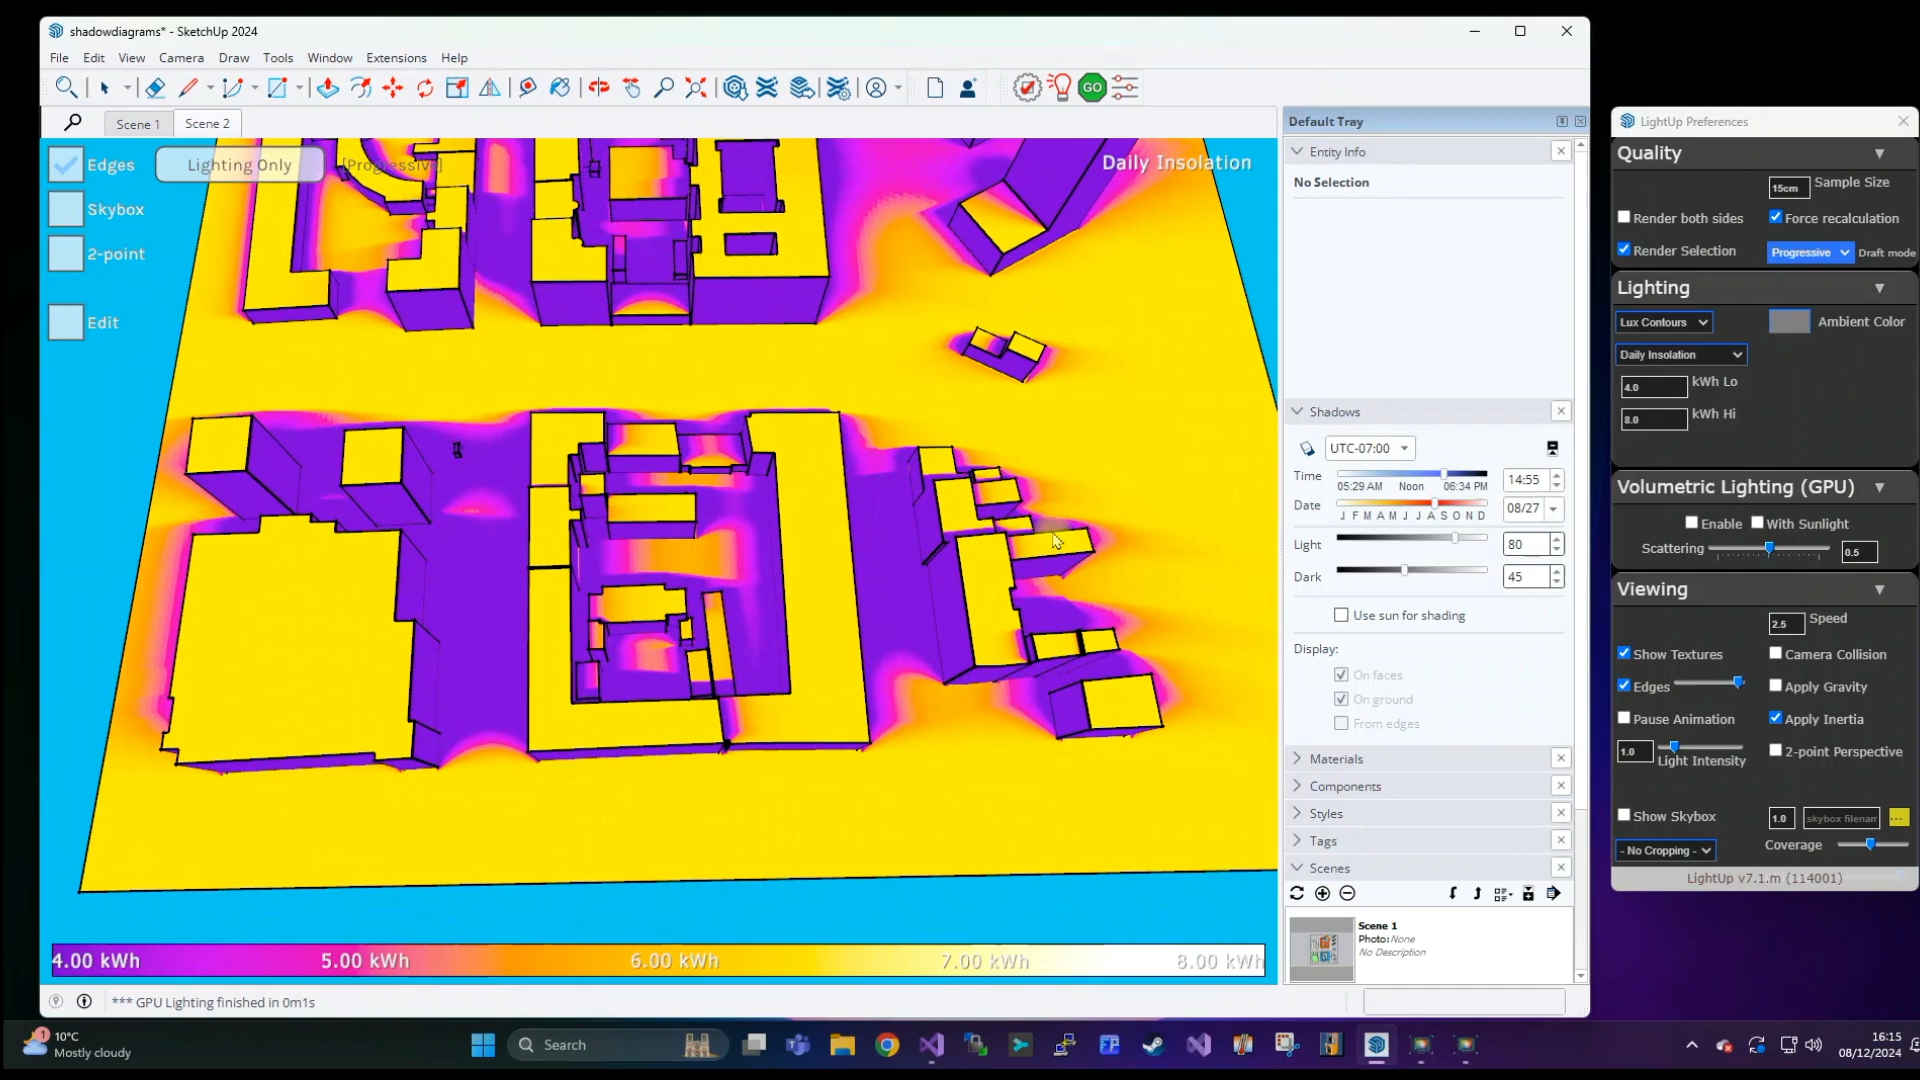 shadowdiagrams* - SketchUp 2024
File Edit View Camera Draw Tools Window Extensions Help
GO
Scene 1 Scene 2
Edges
Lighting Only
[Progressive]
Daily Insolation
Skybox
2-point
Edit
4.00 kWh 5.00 kWh 6.00 kWh 7.00 kWh 8.00 kWh
*** GPU Lighting finished in 0m1s
Default Tray
Entity Info
No Selection
Shadows
UTC-07:00
Time
05:29 AM Noon 06:34 PM
14:55
Date
J F M A M J J A S O N D
08/27
Light 80
Dark 45
Use sun for shading
Display:
On faces
On ground
From edges
Materials
Components
Styles
Tags
Scenes
Scene 1
Photo: None
No Description
LightUp Preferences
Quality
15cm Sample Size
Render both sides Force recalculation
Render Selection Progressive Draft mode
Lighting
Lux Contours Ambient Color
Daily Insolation
4.0 kWh Lo
8.0 kWh Hi
Volumetric Lighting (GPU)
Enable With Sunlight
Scattering 0.5
Viewing
2.5 Speed
Show Textures Camera Collision
Edges Apply Gravity
Pause Animation Apply Inertia
1.0 Light Intensity 2-point Perspective
Show Skybox 1.0 skybox filenam ...
- No Cropping - Coverage
LightUp v7.1.m (114001)
1
10°C
Mostly cloudy
Search
FP
16:15
08/12/2024